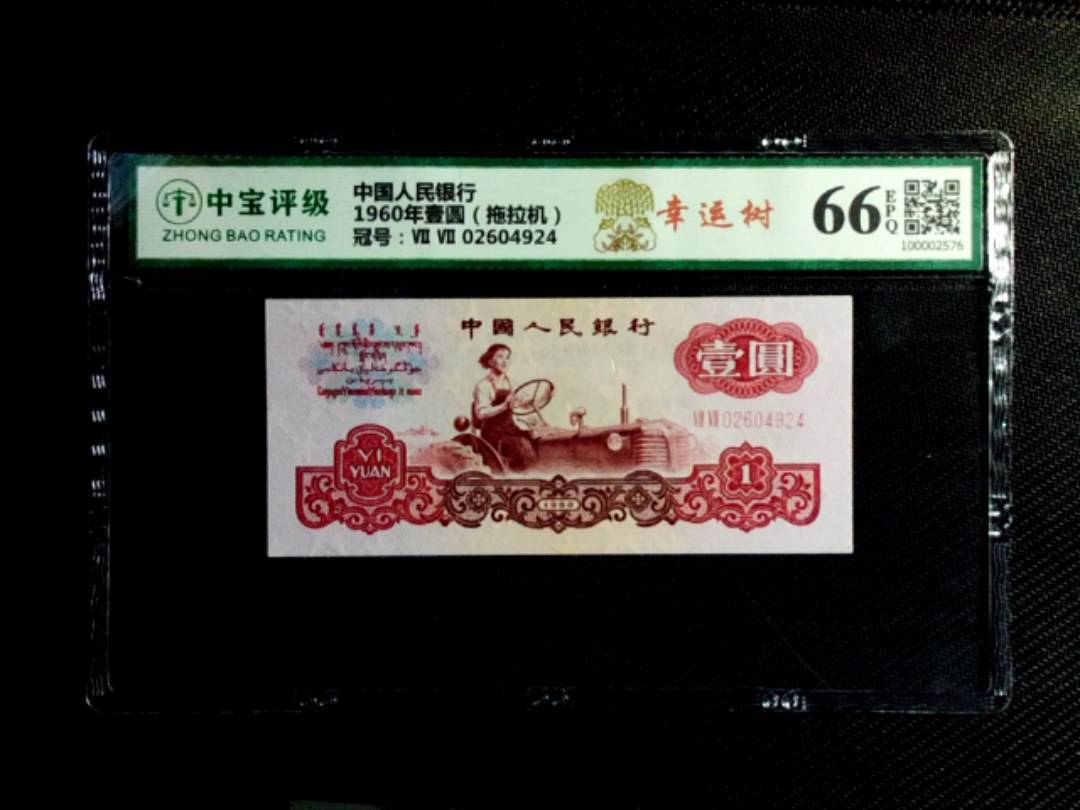 中宝评级
ZHONG BAO RATING
中国人民银行
1960年壹圆（拖拉机）
冠号：Ⅶ Ⅶ 02604924
幸运树
66
EPQ
100002576
中國人民銀行
壹圓
Ⅶ Ⅶ 02604924
YI
YUAN
1
1960